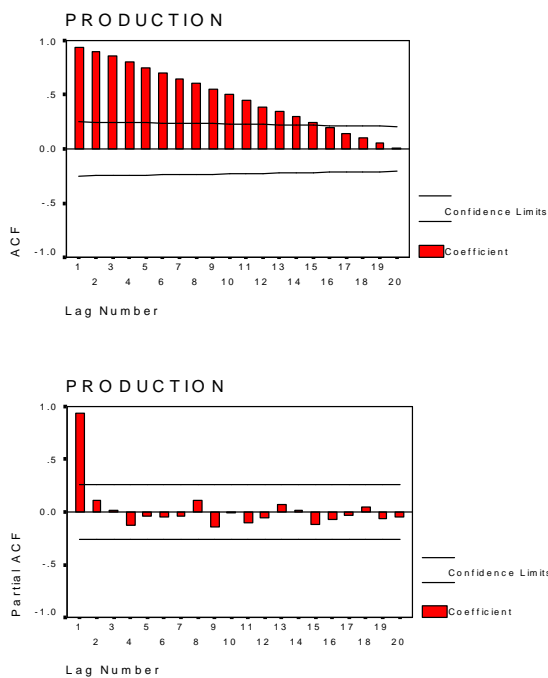 PRODUCTION
1.0
.5
0.0
-.5
-1.0
ACF
1 3 5 7 9 11 13 15 17 19
2 4 6 8 10 12 14 16 18 20
Lag Number
Confidence Limits
Coefficient
PRODUCTION
1.0
.5
0.0
-.5
-1.0
Partial ACF
1 3 5 7 9 11 13 15 17 19
2 4 6 8 10 12 14 16 18 20
Lag Number
Confidence Limits
Coefficient